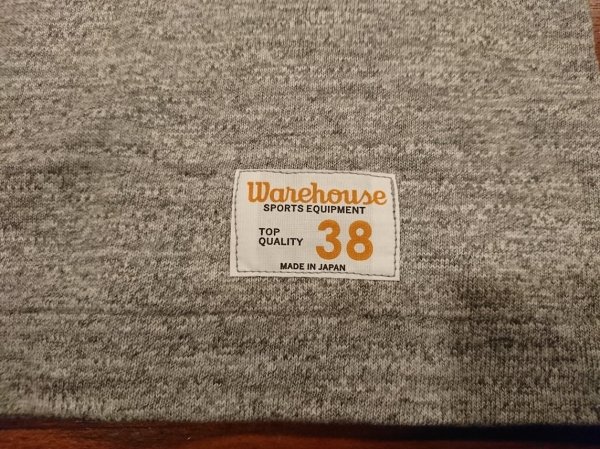 Warehouse
SPORTS EQUIPMENT
TOP
QUALITY
38
MADE IN JAPAN